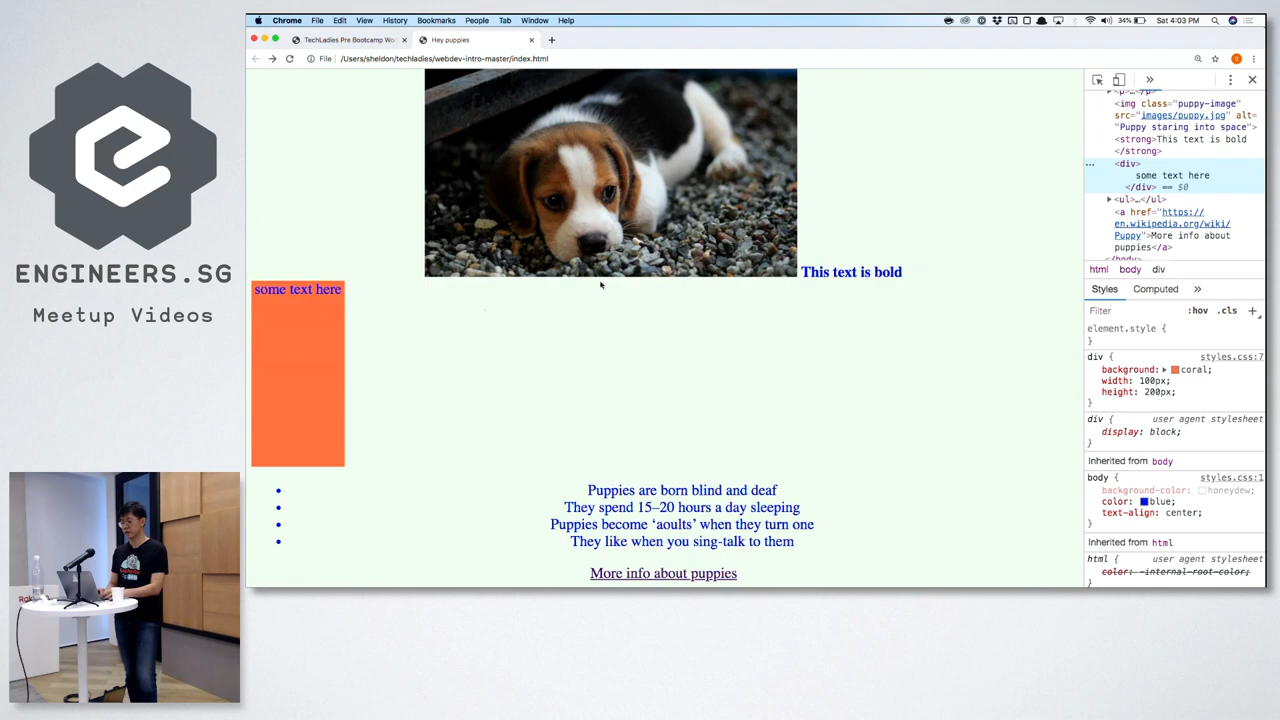 Chrome File Edit View History Bookmarks People Tab Window Help
34% Sat 4:03 PM
TechLadies Pre Bootcamp Wo
Hey puppies
File /Users/sheldon/techladies/webdev-intro-master/index.html
ENGINEERS.SG
Meetup Videos
This text is bold
some text here
Puppies are born blind and deaf
They spend 15–20 hours a day sleeping
Puppies become ‘aoults’ when they turn one
They like when you sing-talk to them
More info about puppies
<p>…</p>
<img class="puppy-image"
src="images/puppy.jpg" alt=
"Puppy staring into space">
<strong>This text is bold
</strong>
<div>
some text here
</div> == $0
<ul>…</ul>
<a href="https://
en.wikipedia.org/wiki/
Puppy">More info about
puppies</a>
</body>
html body div
Styles Computed »
Filter :hov .cls +
element.style {
}
div { styles.css:7
background: coral;
width: 100px;
height: 200px;
}
div { user agent stylesheet
display: block;
}
Inherited from body
body { styles.css:1
background-color: honeydew;
color: blue;
text-align: center;
}
Inherited from html
html { user agent stylesheet
color: -internal-root-color;
}